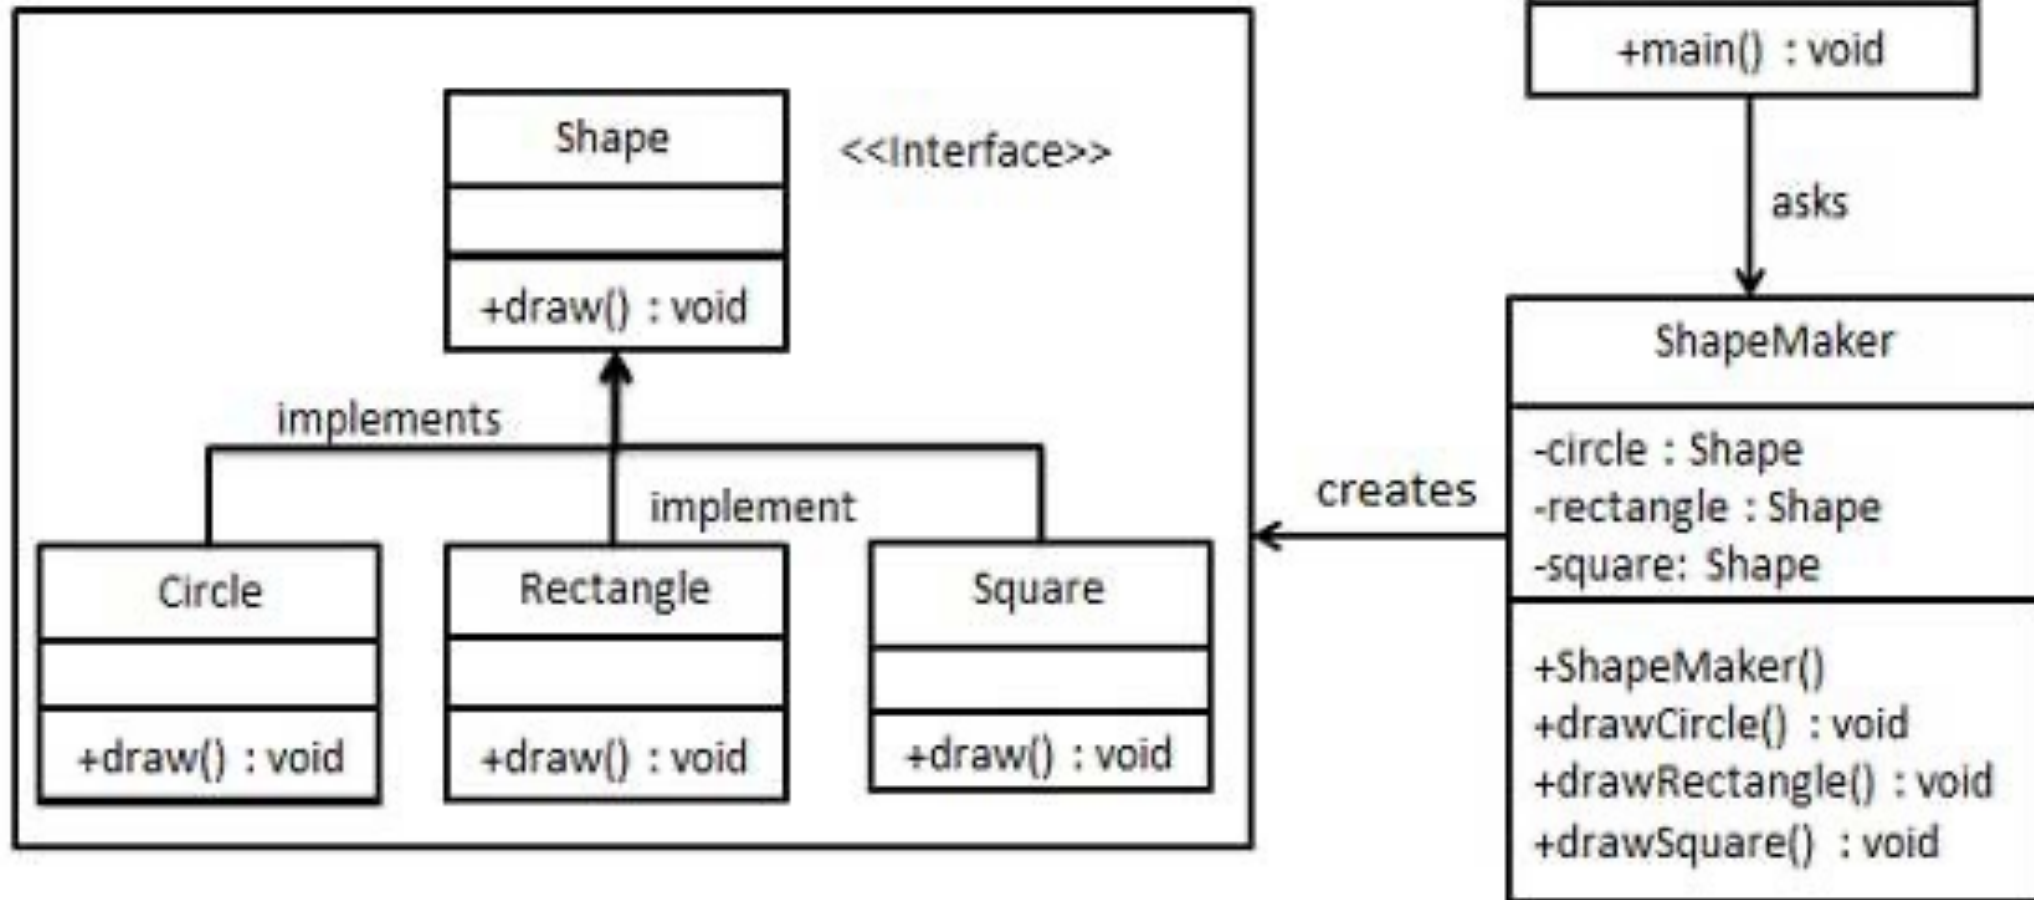 +main() : void
Shape
<<Interface>>
+draw() : void
asks
implements
implement
Circle
+draw() : void
Rectangle
+draw() : void
Square
+draw() : void
creates
ShapeMaker
-circle : Shape
-rectangle : Shape
-square: Shape
+ShapeMaker()
+drawCircle() : void
+drawRectangle() : void
+drawSquare() : void